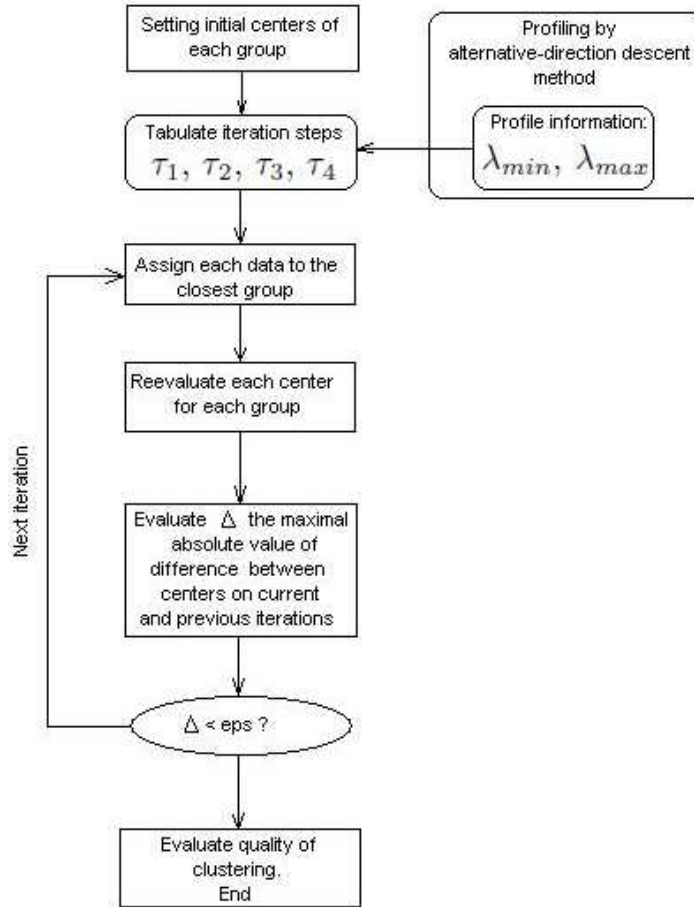 Setting initial centers of
each group
Profiling by
alternative-direction descent
method
Tabulate iteration steps
τ1, τ2, τ3, τ4
Profile information:
λmin, λmax
Assign each data to the
closest group
Reevaluate each center
for each group
Next iteration
Evaluate Δ the maximal
absolute value of
difference between
centers on current
and previous iterations
Δ < eps ?
Evaluate quality of
clustering.
End